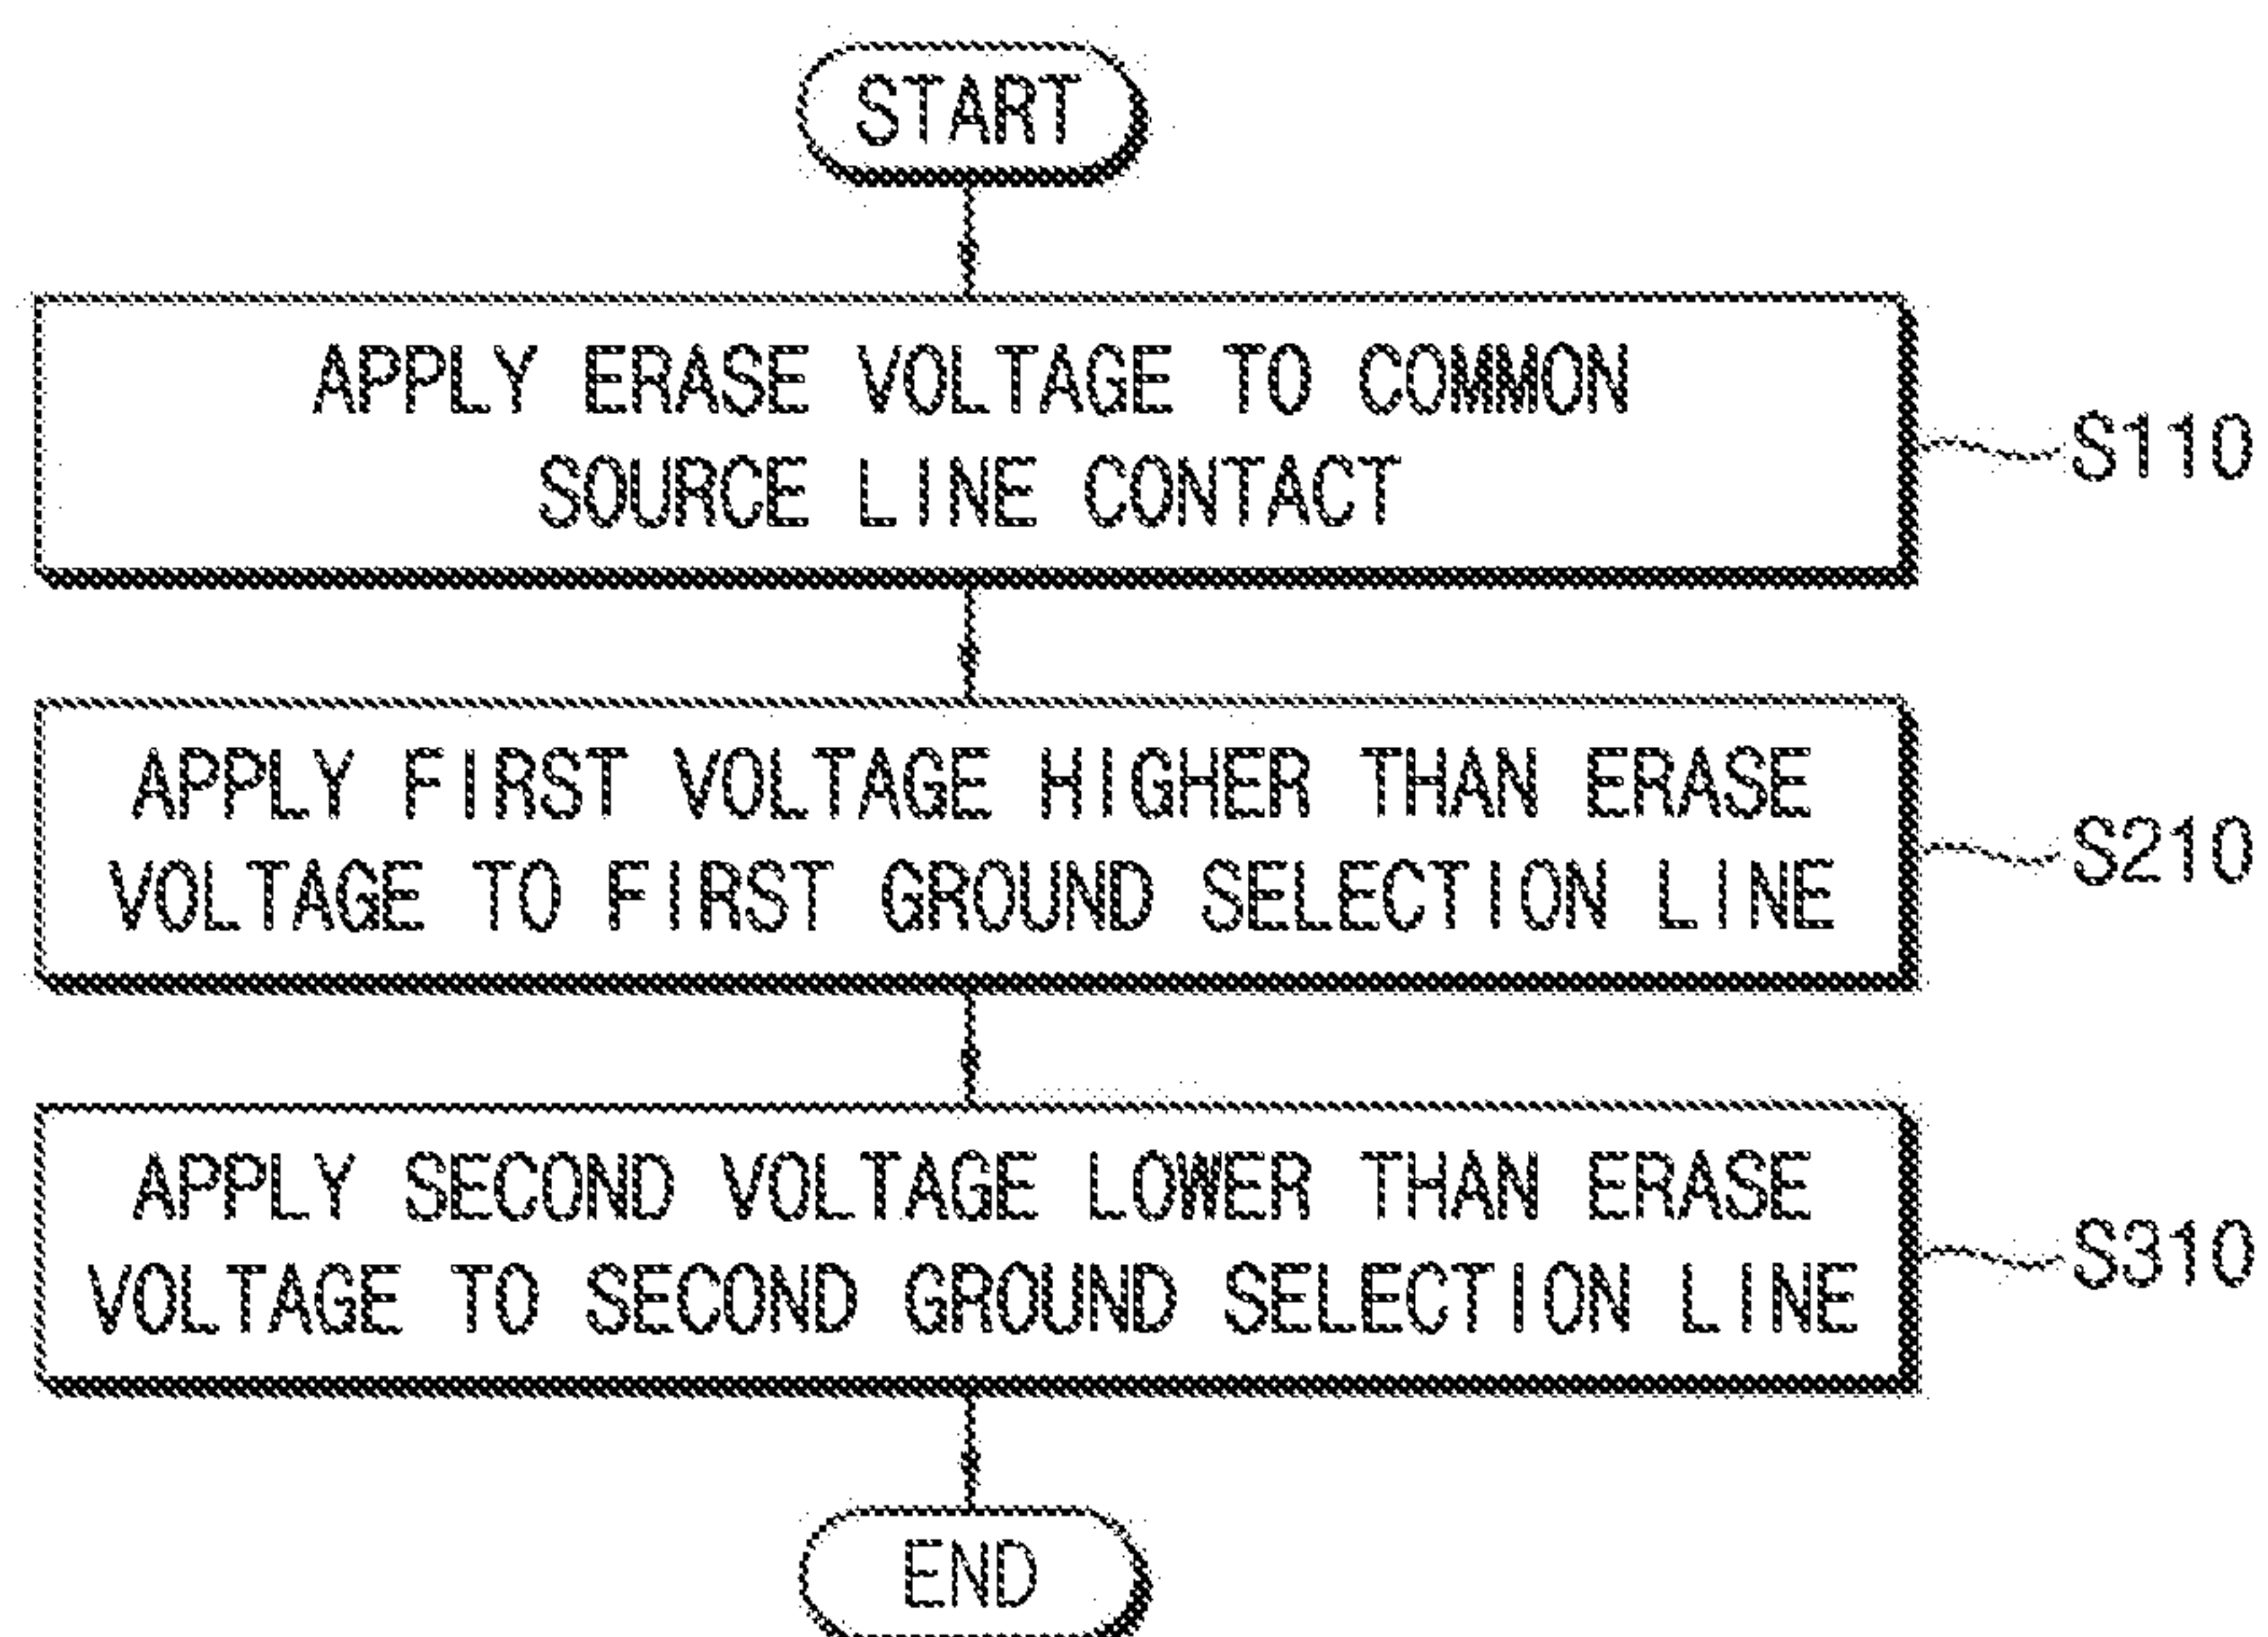 START
APPLY ERASE VOLTAGE TO COMMON
SOURCE LINE CONTACT
S110
APPLY FIRST VOLTAGE HIGHER THAN ERASE
VOLTAGE TO FIRST GROUND SELECTION LINE
S210
APPLY SECOND VOLTAGE LOWER THAN ERASE
VOLTAGE TO SECOND GROUND SELECTION LINE
S310
END